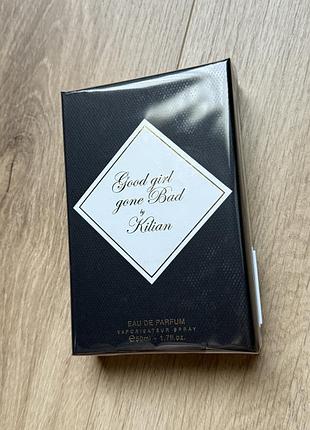 Good girl
gone Bad
by
Kilian
EAU DE PARFUM
VAPORISATEUR SPRAY
℮50ml - 1.7fl.oz.